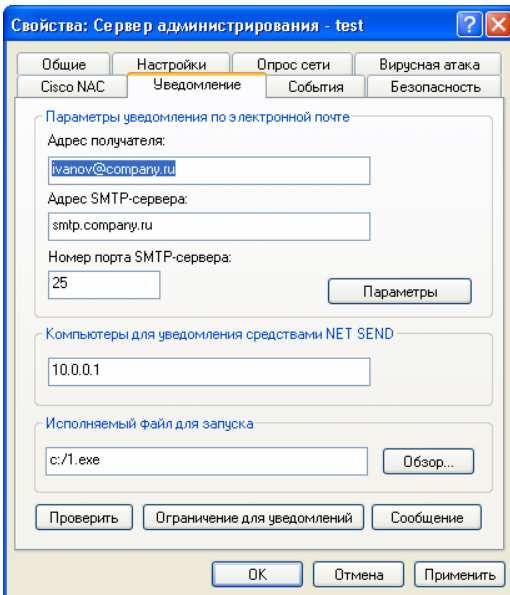 Свойства: Сервер администрирования - test
Общие Настройки Опрос сети Вирусная атака
Cisco NAC Уведомление События Безопасность
Параметры уведомления по электронной почте
Адрес получателя:
ivanov@company.ru
Адрес SMTP-сервера:
smtp.company.ru
Номер порта SMTP-сервера:
25
Параметры
Компьютеры для уведомления средствами NET SEND
10.0.0.1
Исполняемый файл для запуска
c:/1.exe Обзор...
Проверить Ограничение для уведомлений Сообщение
OK Отмена Применить